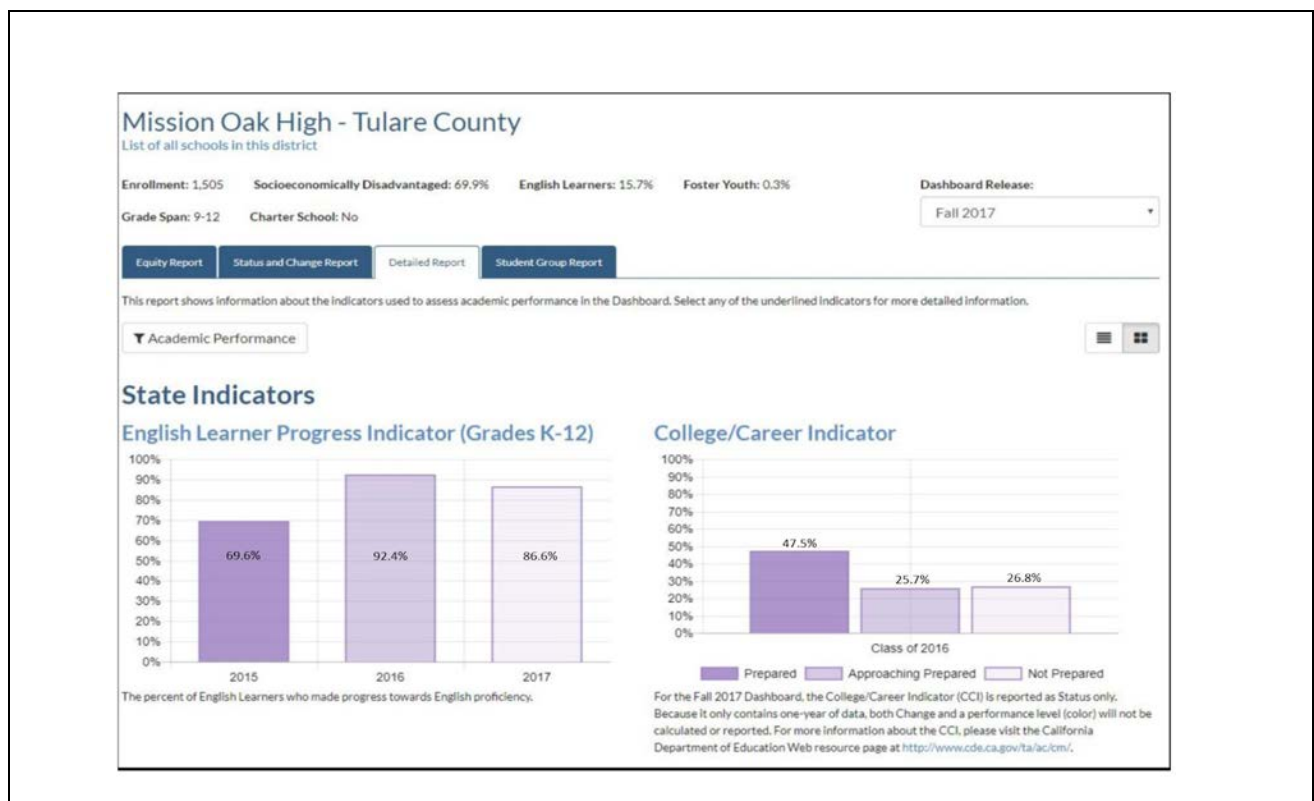 Mission Oak High - Tulare County
List of all schools in this district
Enrollment: 1,505 Socioeconomically Disadvantaged: 69.9% English Learners: 15.7% Foster Youth: 0.3% Dashboard Release:
Grade Span: 9-12 Charter School: No Fall 2017
Equity Report Status and Change Report Detailed Report Student Group Report
This report shows information about the indicators used to assess academic performance in the Dashboard. Select any of the underlined indicators for more detailed information.
Academic Performance
State Indicators
English Learner Progress Indicator (Grades K-12)
100%
90%
80%
70%
60%
50%
40%
30%
20%
10%
0%
69.6% 92.4% 86.6%
2015 2016 2017
The percent of English Learners who made progress towards English proficiency.
College/Career Indicator
100%
90%
80%
70%
60%
50%
40%
30%
20%
10%
0%
47.5%
25.7% 26.8%
Class of 2016
Prepared Approaching Prepared Not Prepared
For the Fall 2017 Dashboard, the College/Career Indicator (CCI) is reported as Status only.
Because it only contains one-year of data, both Change and a performance level (color) will not be
calculated or reported. For more information about the CCI, please visit the California
Department of Education Web resource page at http://www.cde.ca.gov/ta/ac/cm/.